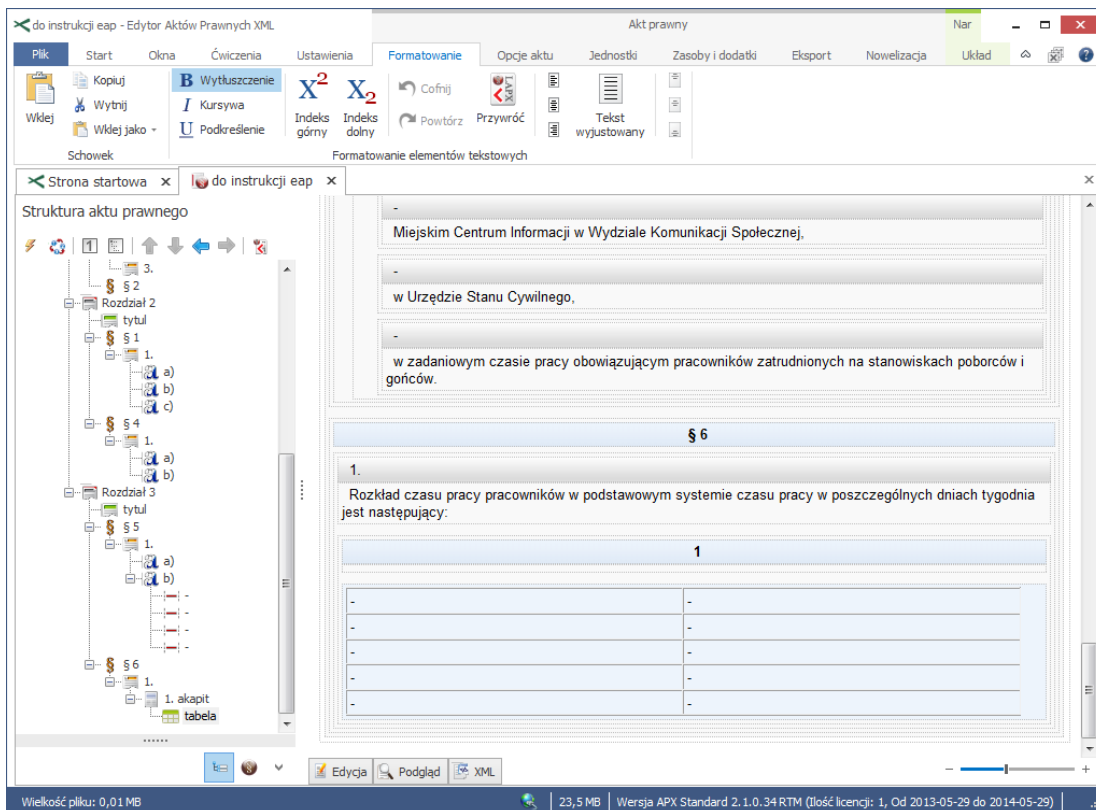 do instrukcji eap - Edytor Aktów Prawnych XML
Akt prawny
Nar
Plik Start Okna Ćwiczenia Ustawienia Formatowanie Opcje aktu Jednostki Zasoby i dodatki Eksport Nowelizacja Układ
Wklej
Kopiuj
Wytnij
Wklej jako
Schowek
B Wytłuszczenie
I Kursywa
U Podkreślenie
X² Indeks górny
X₂ Indeks dolny
Cofnij
Powtórz
LAPX
Przywróć
Tekst wyjustowany
Formatowanie elementów tekstowych
Strona startowa x
do instrukcji eap x
Struktura aktu prawnego
3.
§ § 2
Rozdział 2
tytul
§ § 1
1.
a)
b)
c)
§ § 4
1.
a)
b)
Rozdział 3
tytul
§ § 5
1.
a)
b)
-
-
-
-
§ § 6
1.
1. akapit
tabela
-
Miejskim Centrum Informacji w Wydziale Komunikacji Społecznej,
-
w Urzędzie Stanu Cywilnego,
-
w zadaniowym czasie pracy obowiązującym pracowników zatrudnionych na stanowiskach poborców i
gońców.
§ 6
1.
Rozkład czasu pracy pracowników w podstawowym systemie czasu pracy w poszczególnych dniach tygodnia
jest następujący:
1
- -
- -
- -
- -
- -
Edycja Podgląd XML
Wielkość pliku: 0,01 MB
23,5 MB
Wersja APX Standard 2.1.0.34 RTM (Ilość licencji: 1, Od 2013-05-29 do 2014-05-29)